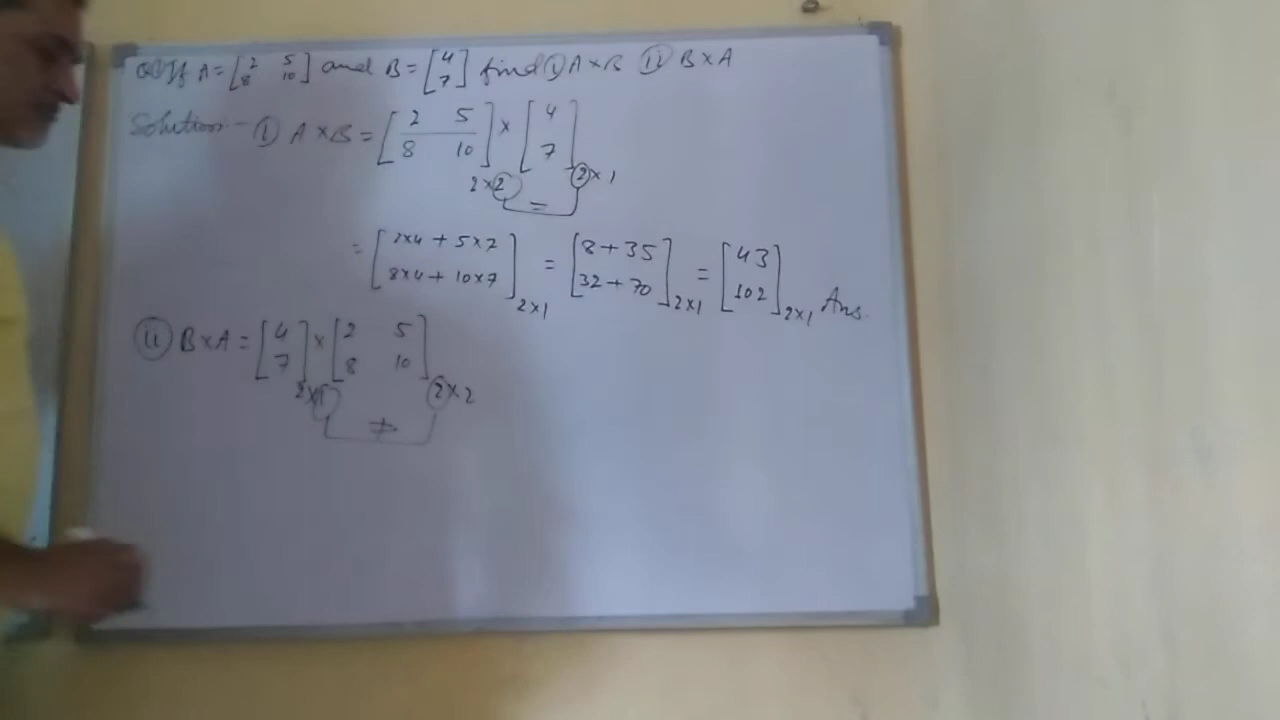 Q If A = [2 5 8 10] and B = [4 7] find (i) A × B (ii) B × A
Solution - (i) A × B = [2 5 8 10] 2×2 × [4 7] 2×1
=
= [2×4 + 5×7 8×4 + 10×7] 2×1 = [8 + 35 32 + 70] 2×1 = [43 102] 2×1 Ans.
(ii) B × A = [4 7] 2×1 × [2 5 8 10] 2×2
≠